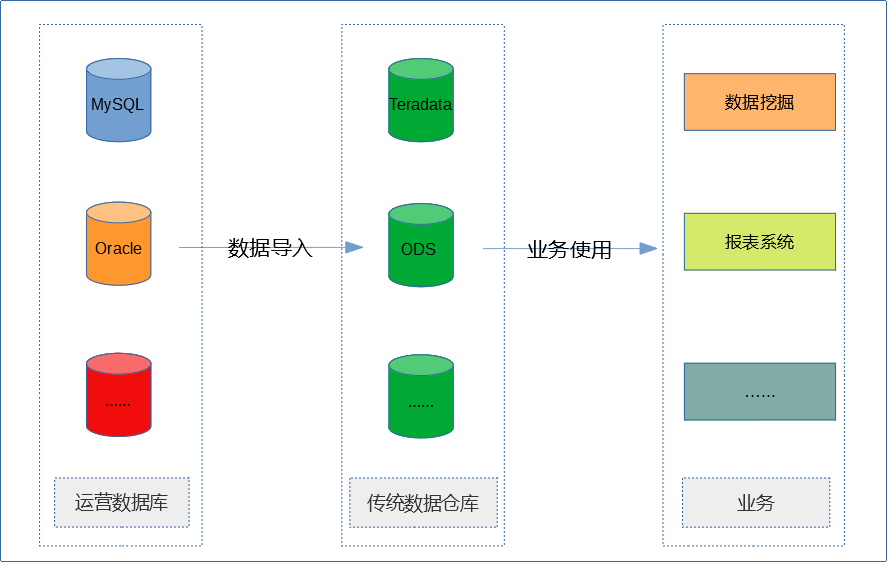 MySQL
Oracle
......
运营数据库
数据导入
Teradata
ODS
......
传统数据仓库
业务使用
数据挖掘
报表系统
......
业务